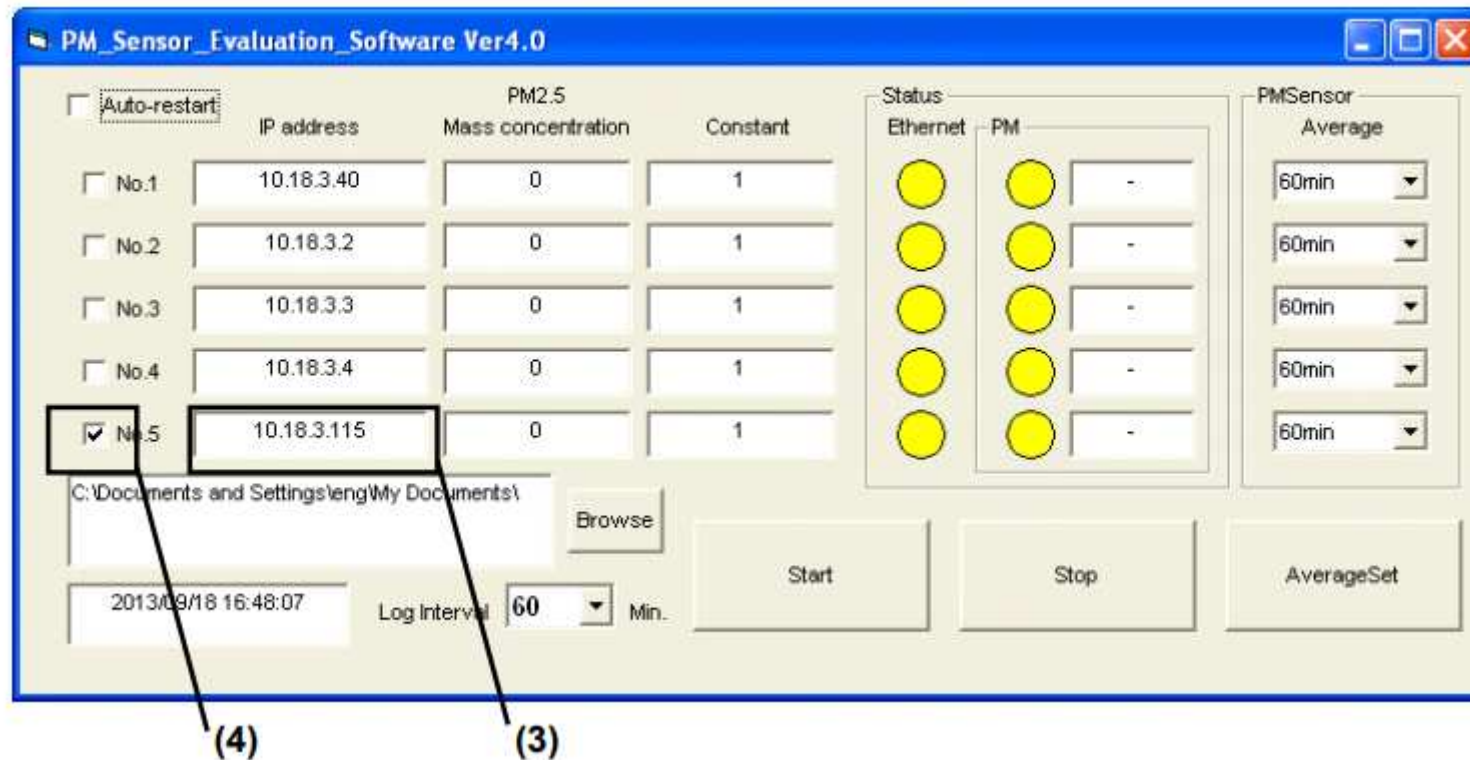 PM_Sensor_Evaluation_Software Ver4.0
Auto-restart
IP address
PM2.5
Mass concentration
Constant
Status
Ethernet
PM
PMSensor
Average
No.1 10.18.3.40 0 1 - 60min
No.2 10.18.3.2 0 1 - 60min
No.3 10.18.3.3 0 1 - 60min
No.4 10.18.3.4 0 1 - 60min
No.5 10.18.3.115 0 1 - 60min
C:\Documents and Settings\eng\My Documents\
Browse
Start
Stop
AverageSet
2013/09/18 16:48:07
Log Interval 60 Min.
(4) (3)